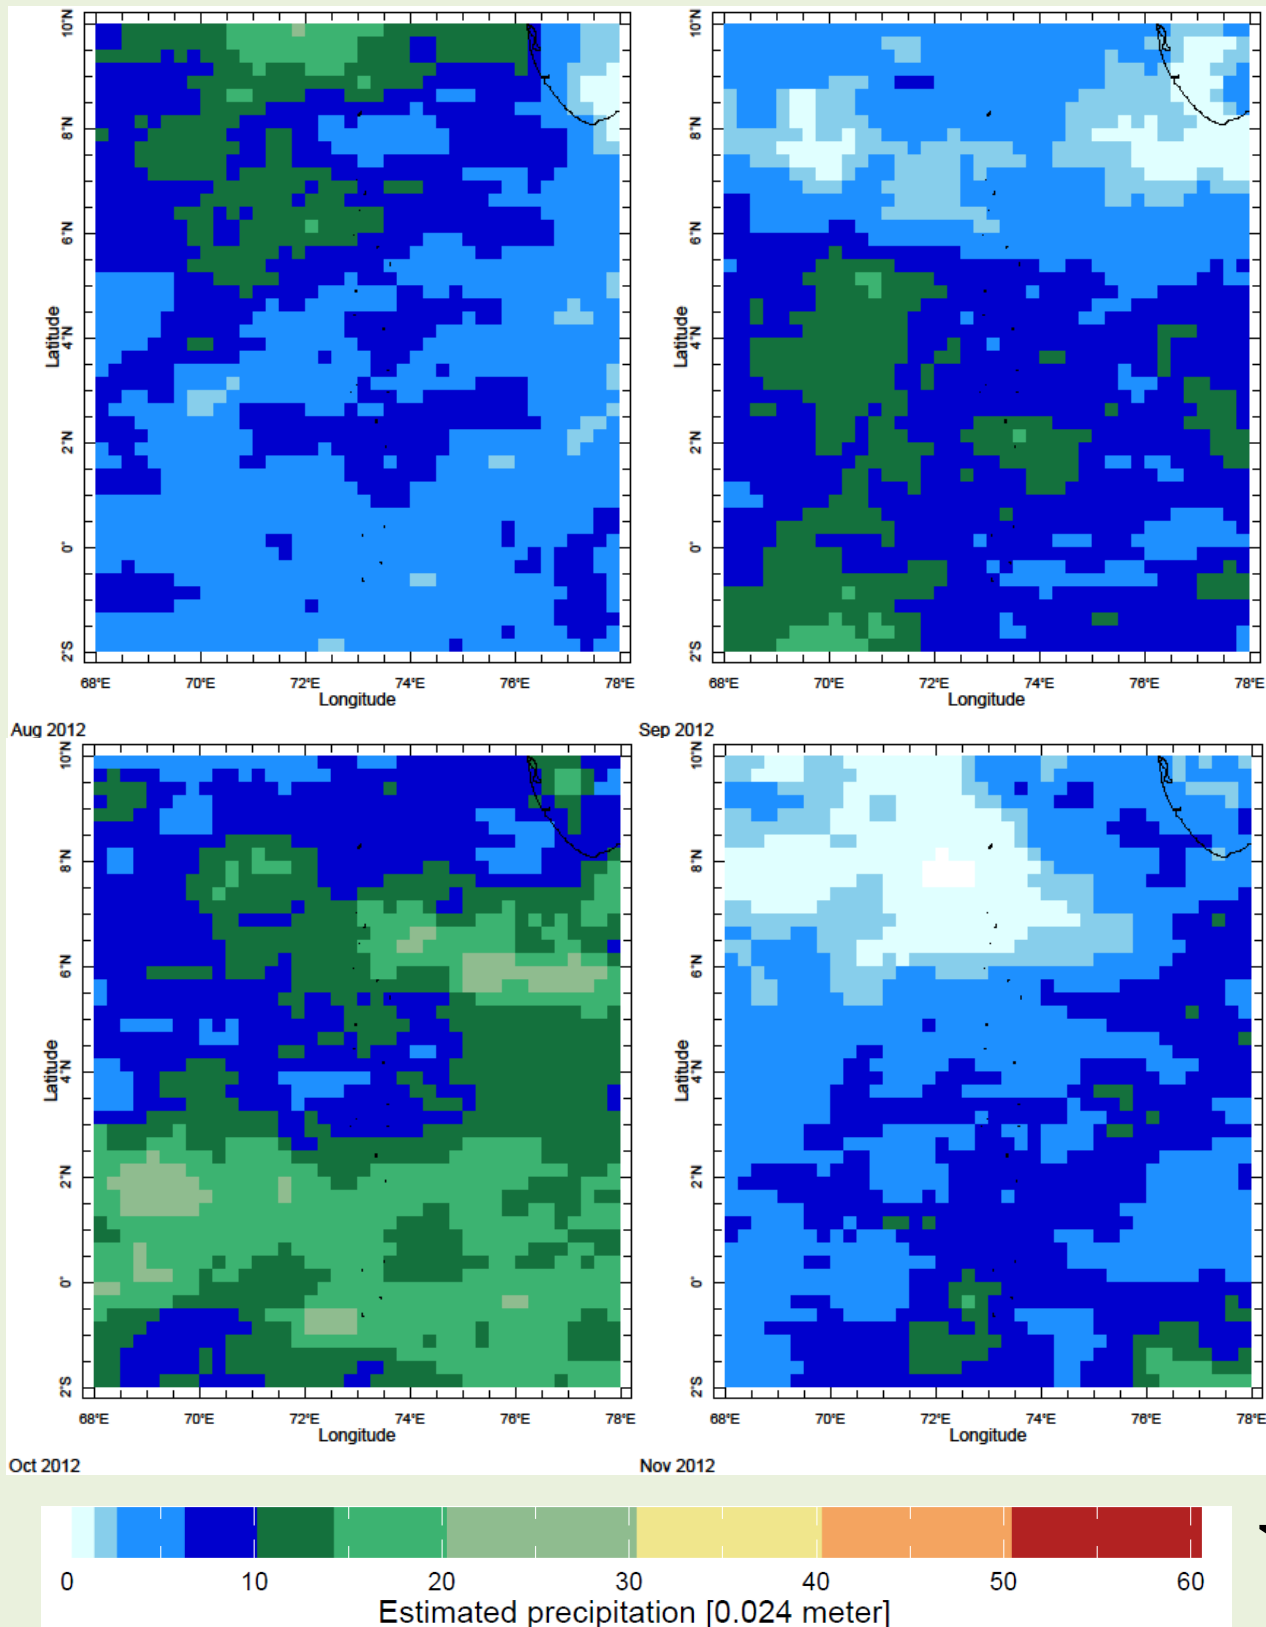 10°N 8°N 6°N 4°N 2°N 0° 2°S
Latitude
68°E 70°E 72°E 74°E 76°E 78°E
Longitude
Aug 2012
10°N 8°N 6°N 4°N 2°N 0° 2°S
Latitude
68°E 70°E 72°E 74°E 76°E 78°E
Longitude
Sep 2012
10°N 8°N 6°N 4°N 2°N 0° 2°S
Latitude
68°E 70°E 72°E 74°E 76°E 78°E
Longitude
Oct 2012
10°N 8°N 6°N 4°N 2°N 0° 2°S
Latitude
68°E 70°E 72°E 74°E 76°E 78°E
Longitude
Nov 2012
0 10 20 30 40 50 60
Estimated precipitation [0.024 meter]